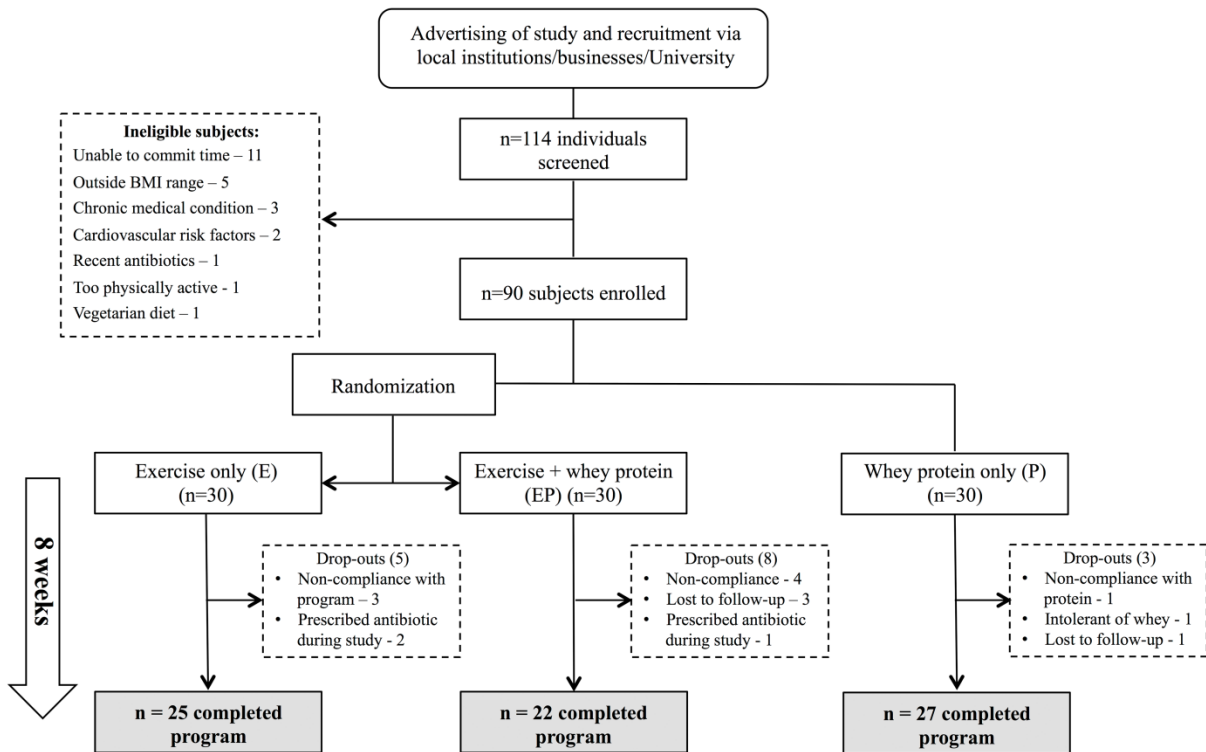 Advertising of study and recruitment via
local institutions/businesses/University
n=114 individuals
screened
Ineligible subjects:
Unable to commit time – 11
Outside BMI range – 5
Chronic medical condition – 3
Cardiovascular risk factors – 2
Recent antibiotics – 1
Too physically active - 1
Vegetarian diet – 1
n=90 subjects enrolled
Randomization
Exercise only (E)
(n=30)
Exercise + whey protein
(EP) (n=30)
Whey protein only (P)
(n=30)
8 weeks
Drop-outs (5)
• Non-compliance with
program – 3
• Prescribed antibiotic
during study - 2
Drop-outs (8)
• Non-compliance - 4
• Lost to follow-up – 3
• Prescribed antibiotic
during study - 1
Drop-outs (3)
• Non-compliance with
protein - 1
• Intolerant of whey - 1
• Lost to follow-up - 1
n = 25 completed
program
n = 22 completed
program
n = 27 completed
program